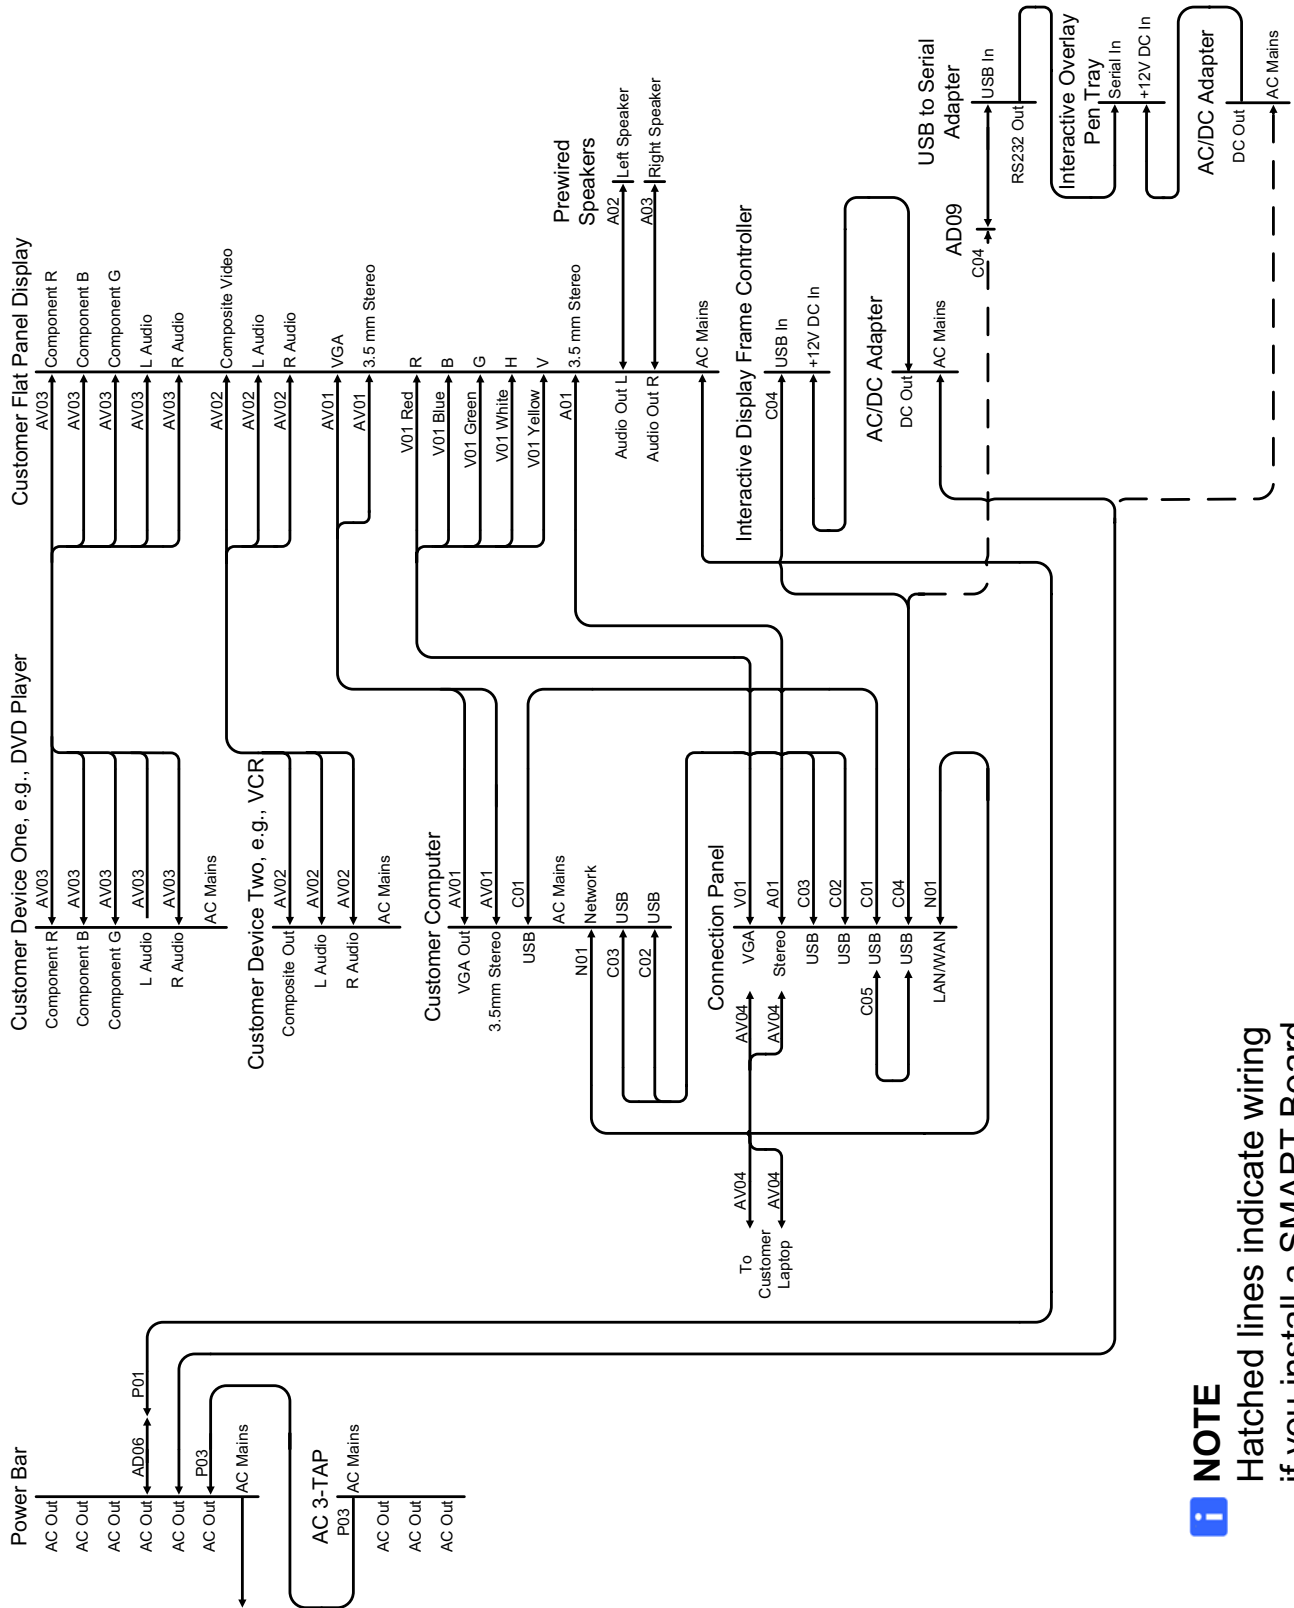 Power Bar
AC Out
AC Out
AC Out
AC Out
AC Out
AC Out
AD06
P01
P03
AC Mains
AC 3-TAP
P03
AC Mains
AC Out
AC Out
AC Out
Customer Device One, e.g., DVD Player
Component R
AV03
Component B
AV03
Component G
AV03
L Audio
AV03
R Audio
AV03
AC Mains
Customer Device Two, e.g., VCR
Composite Out
AV02
L Audio
AV02
R Audio
AV02
AC Mains
Customer Computer
VGA Out
AV01
3.5mm Stereo
AV01
USB
C01
AC Mains
N01
Network
C03
USB
C02
USB
Connection Panel
AV04
VGA
V01
AV04
Stereo
A01
USB
C03
USB
C02
C05
USB
C01
USB
C04
LAN/WAN
N01
AV04
AV04
To
Customer
Laptop
Customer Flat Panel Display
AV03
Component R
AV03
Component B
AV03
Component G
AV03
L Audio
AV03
R Audio
AV02
Composite Video
AV02
L Audio
AV02
R Audio
AV01
VGA
AV01
3.5 mm Stereo
V01 Red
R
V01 Blue
B
V01 Green
G
V01 White
H
V01 Yellow
V
A01
3.5 mm Stereo
Prewired
Speakers
Audio Out L
A02
Left Speaker
Audio Out R
A03
Right Speaker
AC Mains
Interactive Display Frame Controller
C04
USB In
+12V DC In
AC/DC Adapter
DC Out
AC Mains
USB to Serial
Adapter
AD09
C04
USB In
RS232 Out
Interactive Overlay
Pen Tray
Serial In
+12V DC In
AC/DC Adapter
DC Out
AC Mains
i NOTE
Hatched lines indicate wiring
if you install a SMART Board